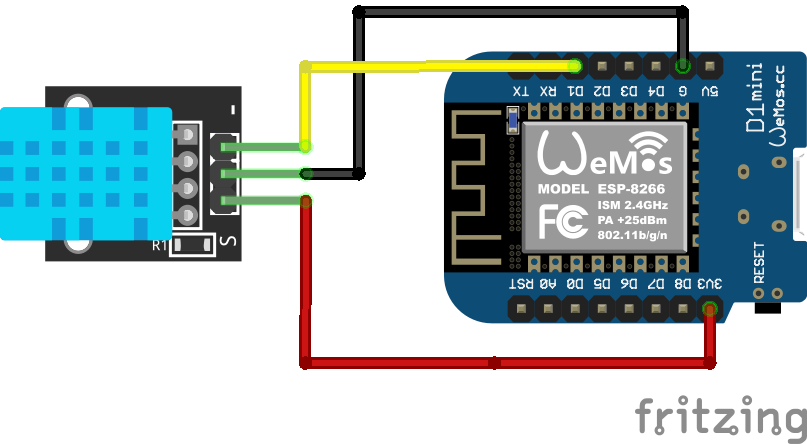 TX RX D1 D2 D3 D4 G 5V
D1 mini
WeMos.cc
WeMos
MODEL ESP-8266
ISM 2.4GHz
PA +25dBm
802.11b/g/n
FC
-
S
R1
RST A0 D0 D5 D6 D7 D8 3V3
RESET
fritzing